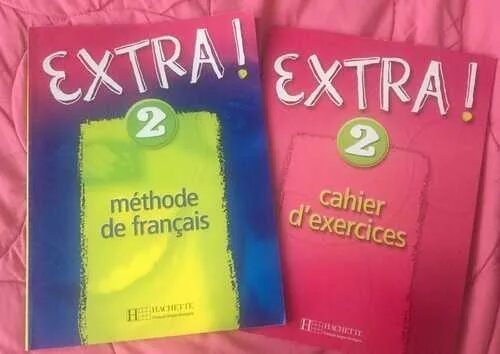 EXTRA!
2
méthode
de français
HACHETTE
EXTRA!
2
cahier
d'exercices
HACHETTE